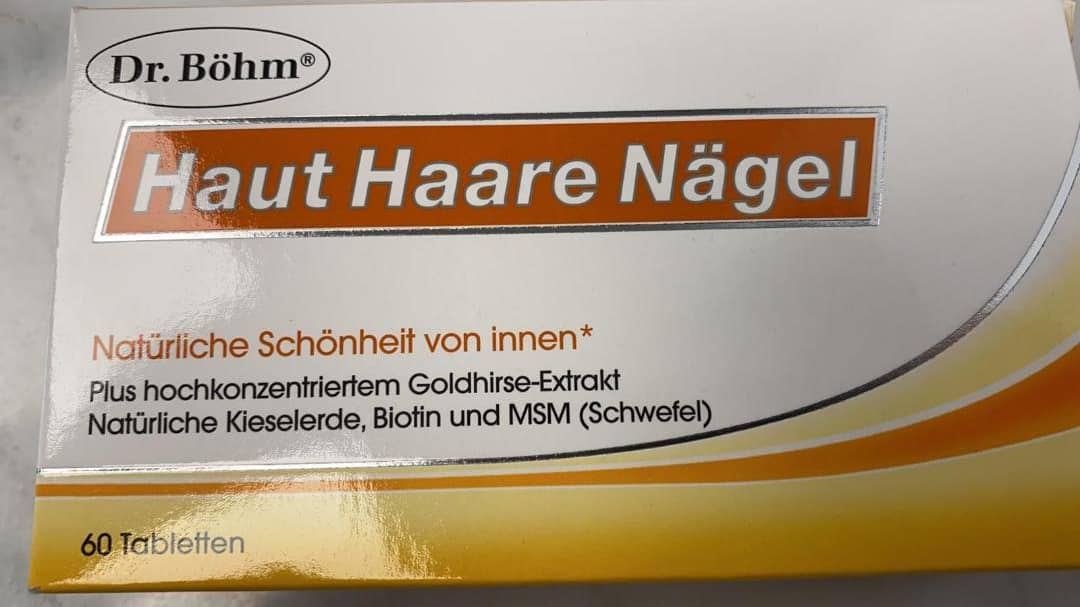 Dr. Böhm®
Haut Haare Nägel
Natürliche Schönheit von innen*
Plus hochkonzentriertem Goldhirse-Extrakt
Natürliche Kieselerde, Biotin und MSM (Schwefel)
60 Tabletten